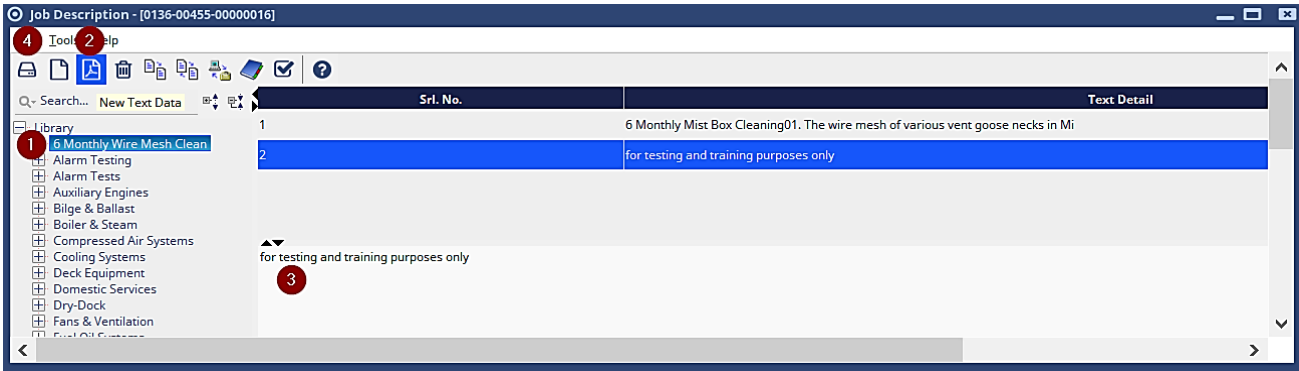 Job Description - [0136-00455-00000016]
4 Tools 2 elp
Search... New Text Data
Srl. No. Text Detail
Library
1 6 Monthly Wire Mesh Clean
Alarm Testing
Alarm Tests
Auxiliary Engines
Bilge & Ballast
Boiler & Steam
Compressed Air Systems
Cooling Systems
Deck Equipment
Domestic Services
Dry-Dock
Fans & Ventilation
Fuel Oil Systems
1 6 Monthly Mist Box Cleaning01. The wire mesh of various vent goose necks in Mi
2 for testing and training purposes only
for testing and training purposes only
3